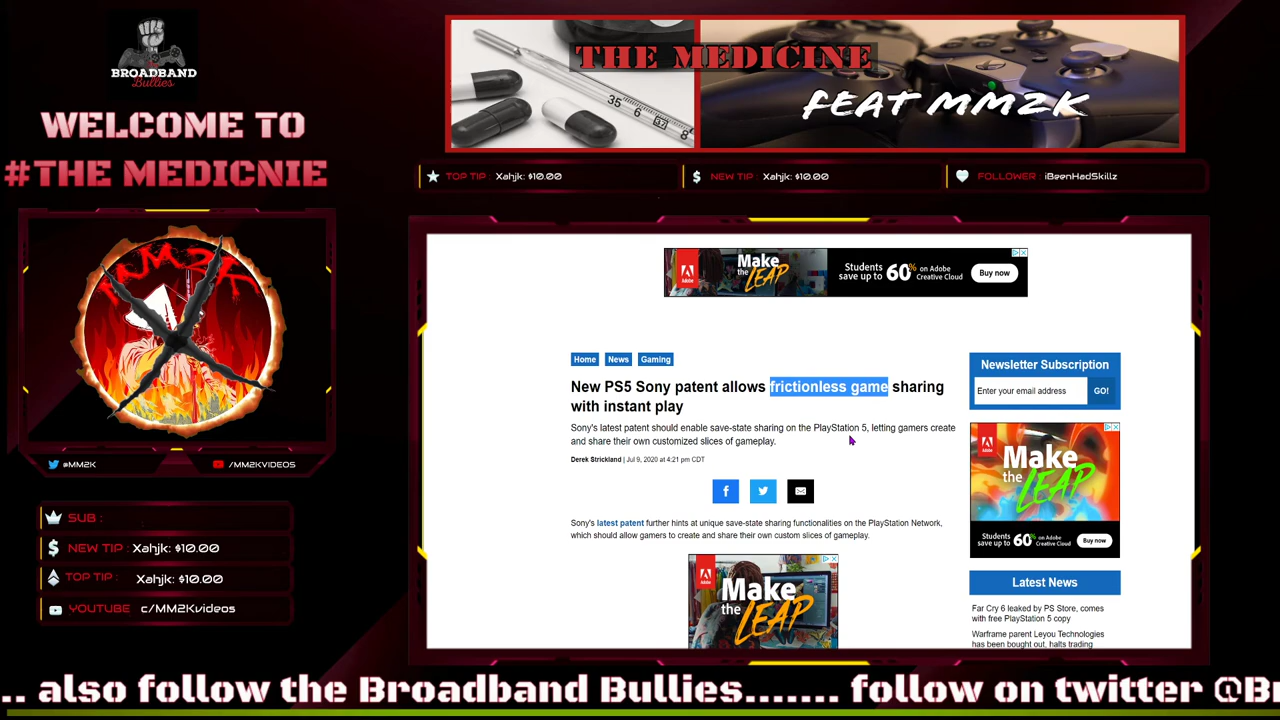 BROADBAND
Bullies
WELCOME TO
#THE MEDICNIE
THE MEDICINE
FEAT MM2K
35 6 37 8
TOP TIP : Xahjk: $10.00
NEW TIP : Xahjk: $10.00
FOLLOWER : iBeenHadSkillz
MM2K
@MM2K
/MM2KVIDEOS
SUB :
NEW TIP : Xahjk: $10.00
TOP TIP : Xahjk: $10.00
YOUTUBE c/MM2Kvideos
Adobe
Make
the LEAP
Students
save up to 60% on Adobe
Creative Cloud
Buy now
Home News Gaming
New PS5 Sony patent allows frictionless game sharing
with instant play
Sony's latest patent should enable save-state sharing on the PlayStation 5, letting gamers create
and share their own customized slices of gameplay.
Derek Strickland | Jul 9, 2020 at 4:21 pm CDT
Sony's latest patent further hints at unique save-state sharing functionalities on the PlayStation Network,
which should allow gamers to create and share their own custom slices of gameplay.
Adobe
Make
the LEAP
Newsletter Subscription
Enter your email address GO!
Adobe
Make
the LEAP
Students
save up to 60% on Adobe
Creative Cloud
Buy now
Latest News
Far Cry 6 leaked by PS Store, comes
with free PlayStation 5 copy
Warframe parent Leyou Technologies
has been bought out, halts trading
.. also follow the Broadband Bullies....... follow on twitter @B